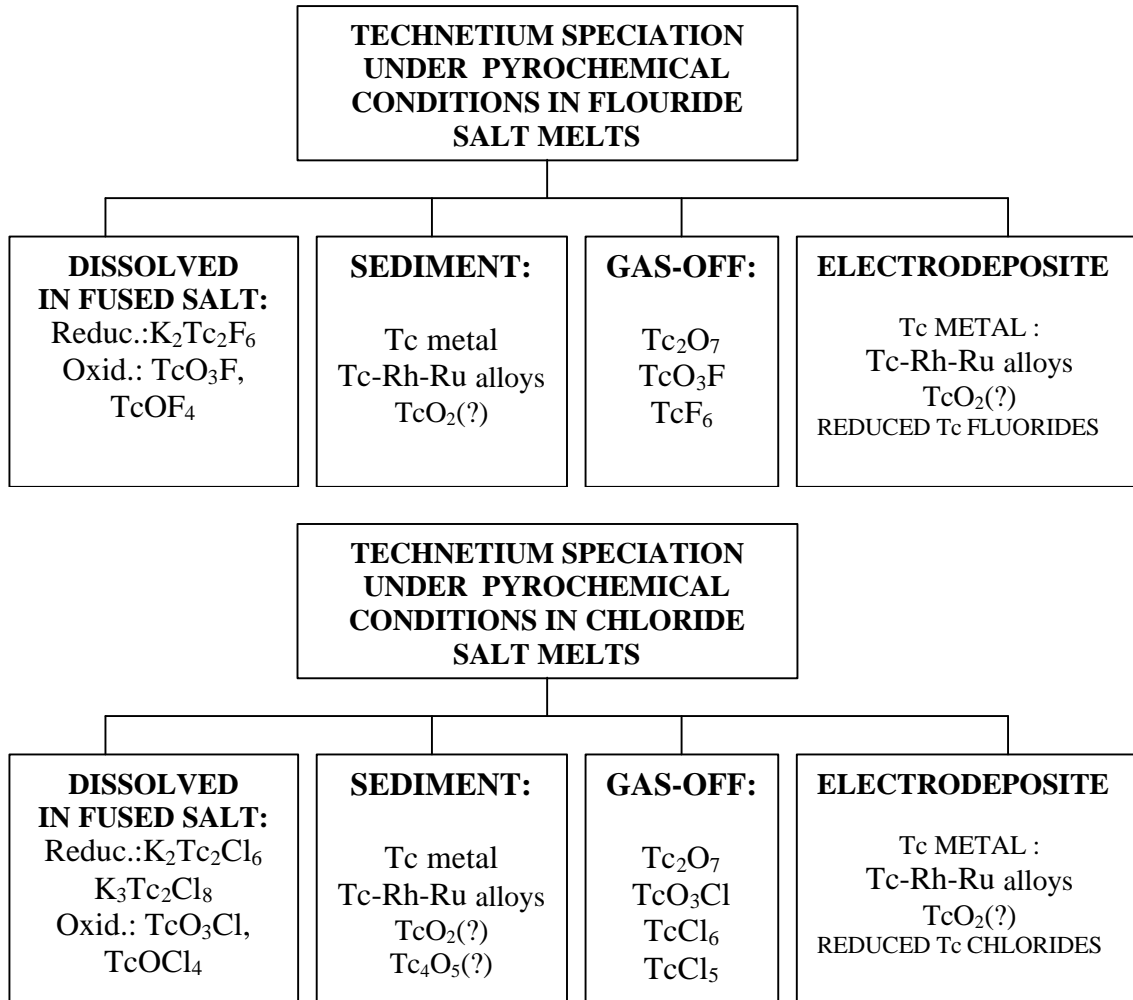 TECHNETIUM SPECIATION
UNDER PYROCHEMICAL
CONDITIONS IN FLOURIDE
SALT MELTS
DISSOLVED
IN FUSED SALT:
Reduc.:K₂Tc₂F₆
Oxid.: TcO₃F,
TcOF₄
SEDIMENT:
Tc metal
Tc-Rh-Ru alloys
TcO₂(?)
GAS-OFF:
Tc₂O₇
TcO₃F
TcF₆
ELECTRODEPOSITE
Tc METAL :
Tc-Rh-Ru alloys
TcO₂(?)
REDUCED Tc FLUORIDES
TECHNETIUM SPECIATION
UNDER PYROCHEMICAL
CONDITIONS IN CHLORIDE
SALT MELTS
DISSOLVED
IN FUSED SALT:
Reduc.:K₂Tc₂Cl₆
K₃Tc₂Cl₈
Oxid.: TcO₃Cl,
TcOCl₄
SEDIMENT:
Tc metal
Tc-Rh-Ru alloys
TcO₂(?)
Tc₄O₅(?)
GAS-OFF:
Tc₂O₇
TcO₃Cl
TcCl₆
TcCl₅
ELECTRODEPOSITE
Tc METAL :
Tc-Rh-Ru alloys
TcO₂(?)
REDUCED Tc CHLORIDES